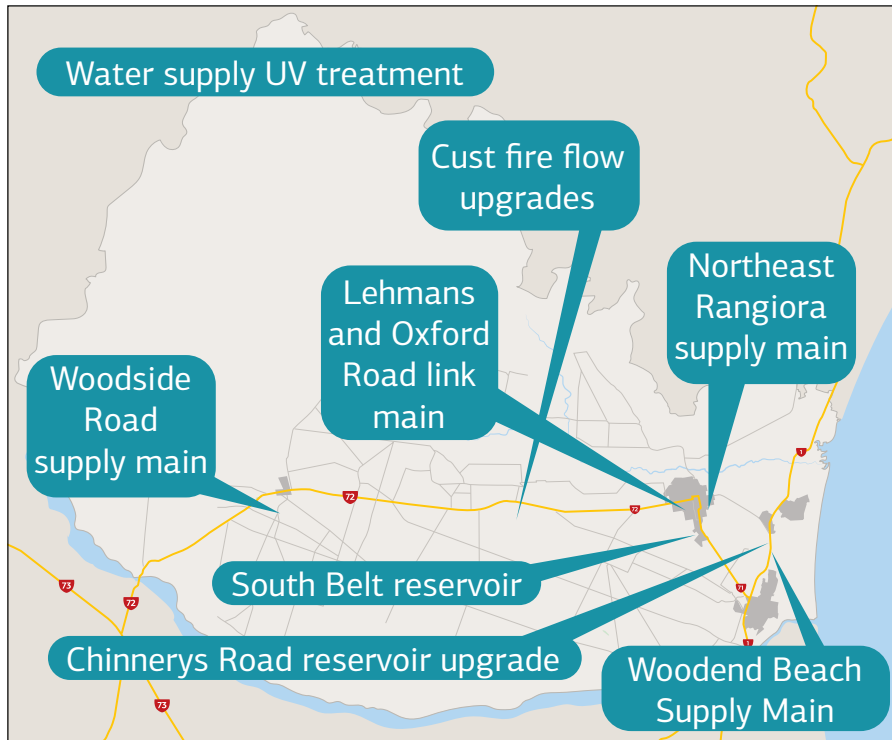 Water supply UV treatment
Cust fire flow
upgrades
Northeast
Rangiora
supply main
Lehmans
and Oxford
Road link
main
Woodside
Road
supply main
1
72
72
South Belt reservoir
73
72
71
1
Chinnerys Road reservoir upgrade
Woodend Beach
Supply Main
73